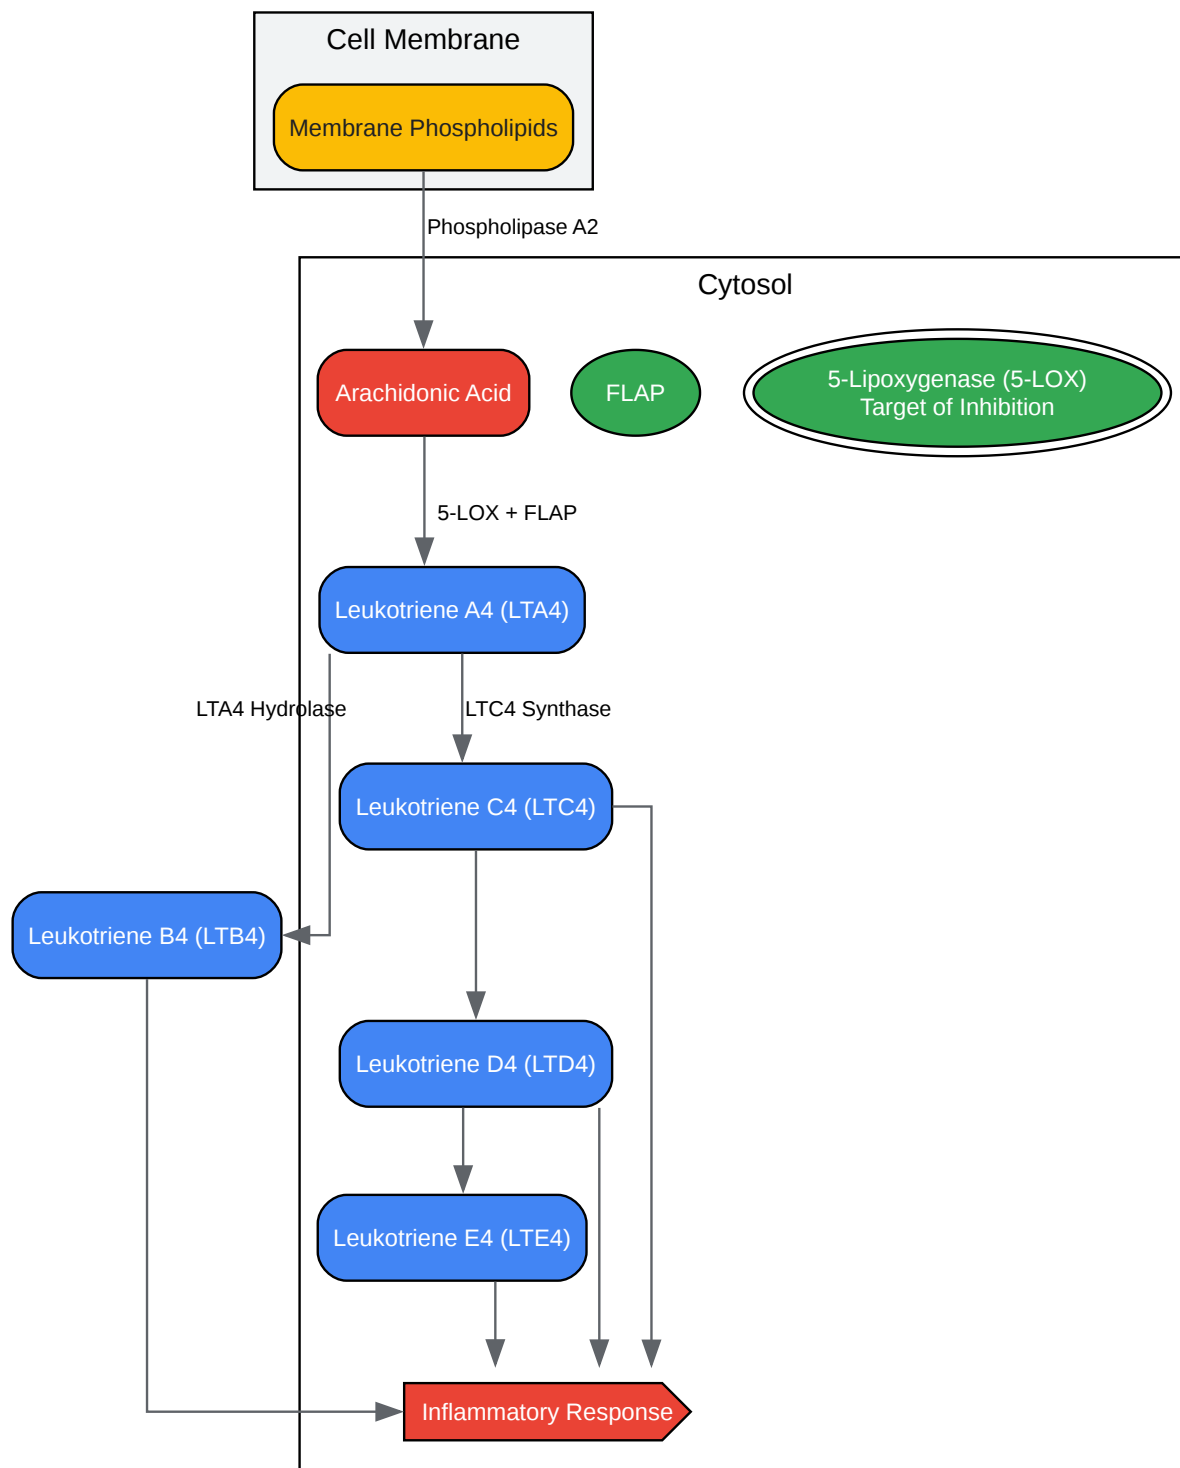 Cell Membrane
Membrane Phospholipids
Phospholipase A2
Cytosol
Arachidonic Acid
FLAP
5-Lipoxygenase (5-LOX)
Target of Inhibition
5-LOX + FLAP
Leukotriene A4 (LTA4)
LTA4 Hydrolase
LTC4 Synthase
Leukotriene C4 (LTC4)
Leukotriene B4 (LTB4)
Leukotriene D4 (LTD4)
Leukotriene E4 (LTE4)
Inflammatory Response